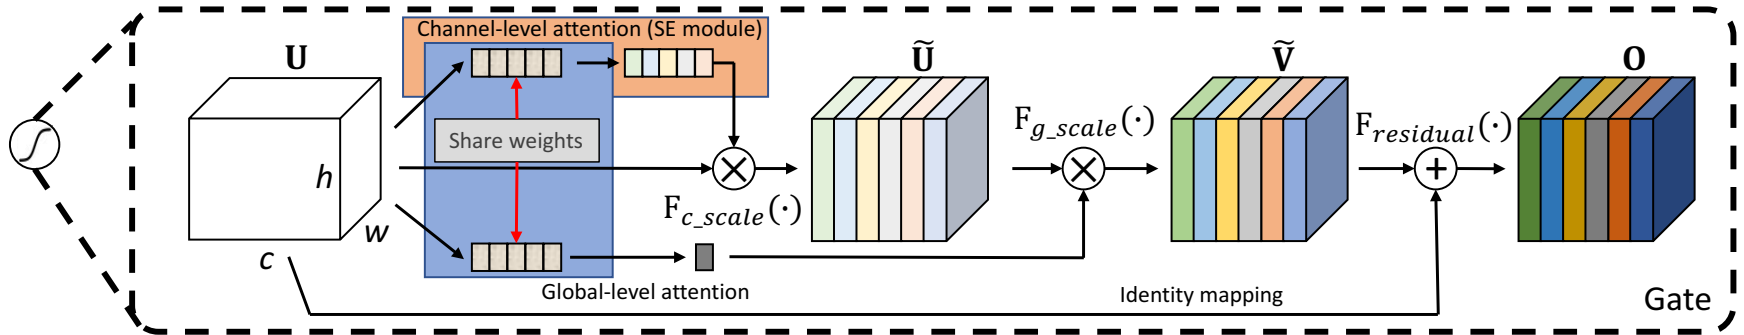 Channel-level attention (SE module)
U
Ũ
Ṽ
O
Share weights
h
w
c
F_{c_scale}(·)
F_{g_scale}(·)
F_{residual}(·)
Global-level attention
Identity mapping
Gate